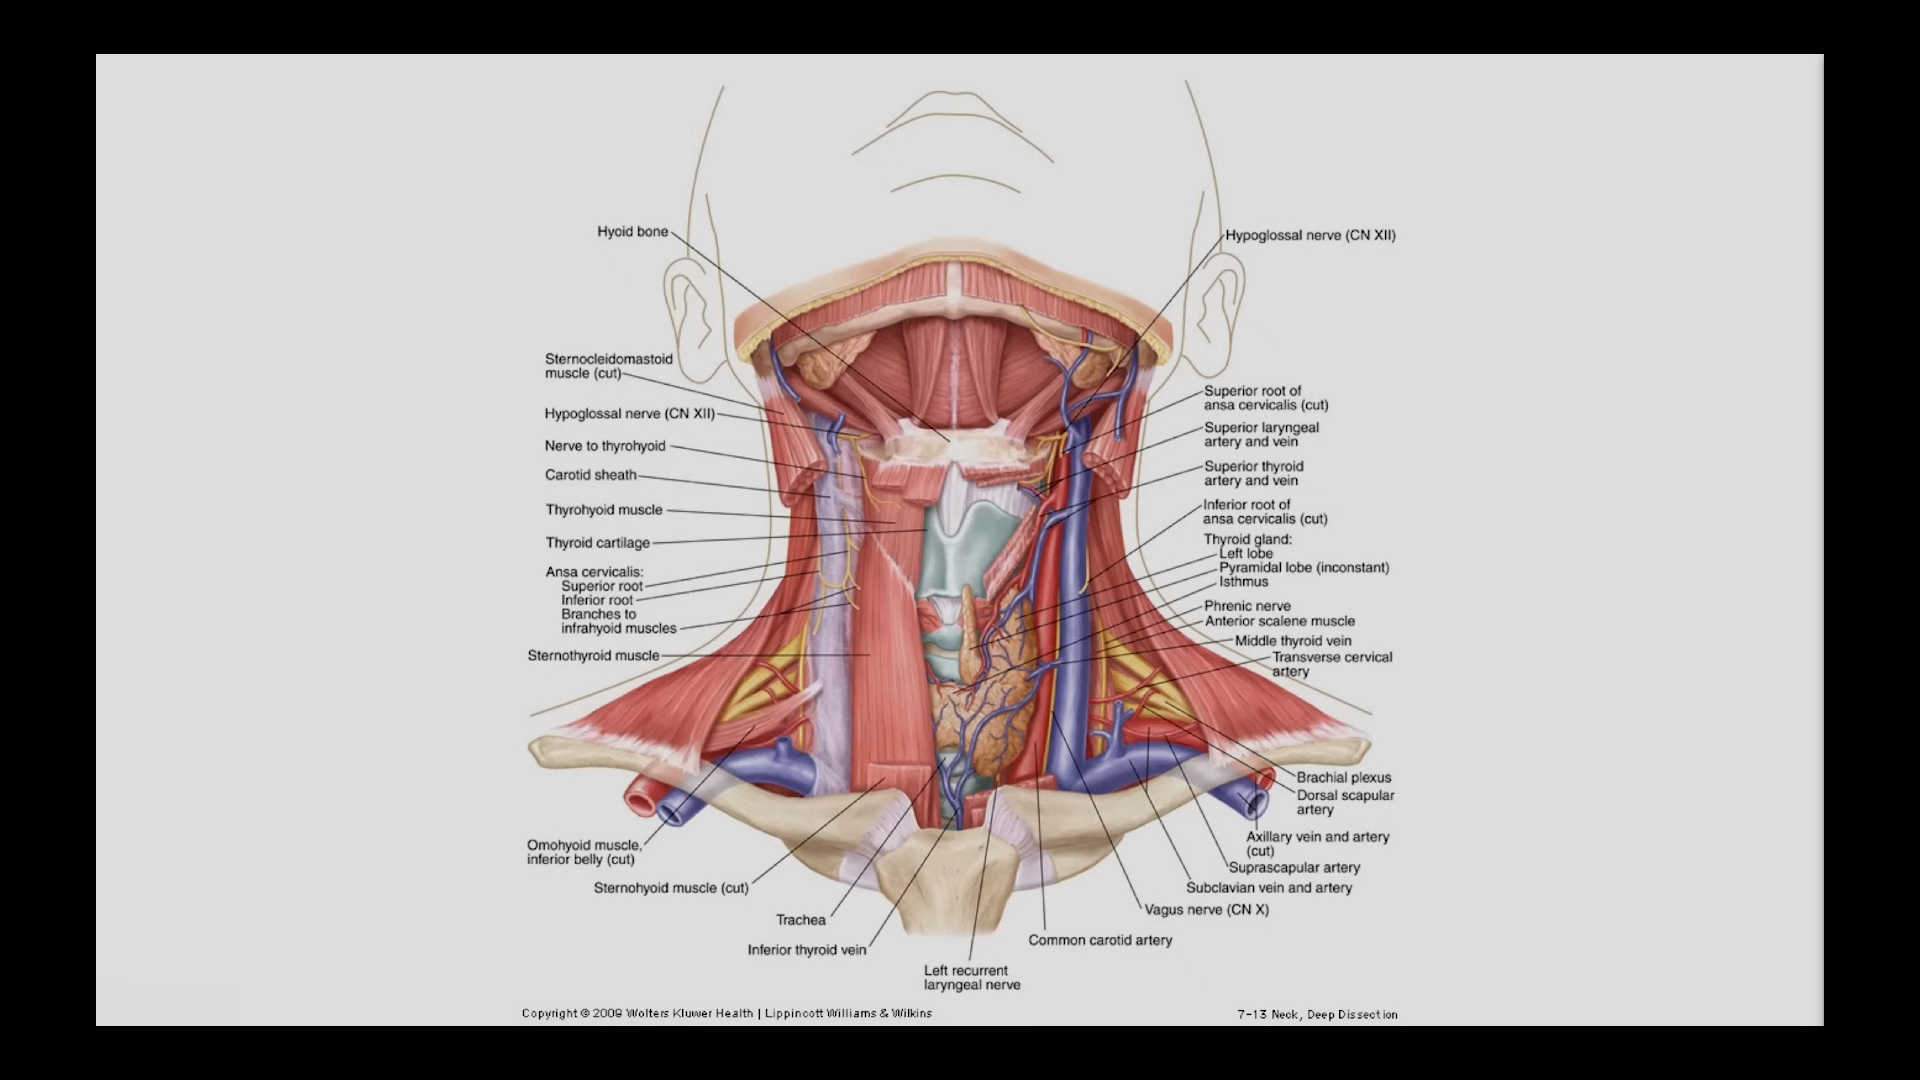 Hyoid bone
Sternocleidomastoid
muscle (cut)
Hypoglossal nerve (CN XII)
Nerve to thyrohyoid
Carotid sheath
Thyrohyoid muscle
Thyroid cartilage
Ansa cervicalis:
Superior root
Inferior root
Branches to
infrahyoid muscles
Sternothyroid muscle
Omohyoid muscle,
inferior belly (cut)
Sternohyoid muscle (cut)
Trachea
Inferior thyroid vein
Left recurrent
laryngeal nerve
Hypoglossal nerve (CN XII)
Superior root of
ansa cervicalis (cut)
Superior laryngeal
artery and vein
Superior thyroid
artery and vein
Inferior root of
ansa cervicalis (cut)
Thyroid gland:
Left lobe
Pyramidal lobe (inconstant)
Isthmus
Phrenic nerve
Anterior scalene muscle
Middle thyroid vein
Transverse cervical
artery
Brachial plexus
Dorsal scapular
artery
Axillary vein and artery
(cut)
Suprascapular artery
Subclavian vein and artery
Vagus nerve (CN X)
Common carotid artery
Copyright © 2009 Wolters Kluwer Health | Lippincott Williams & Wilkins
7-13 Neck, Deep Dissection